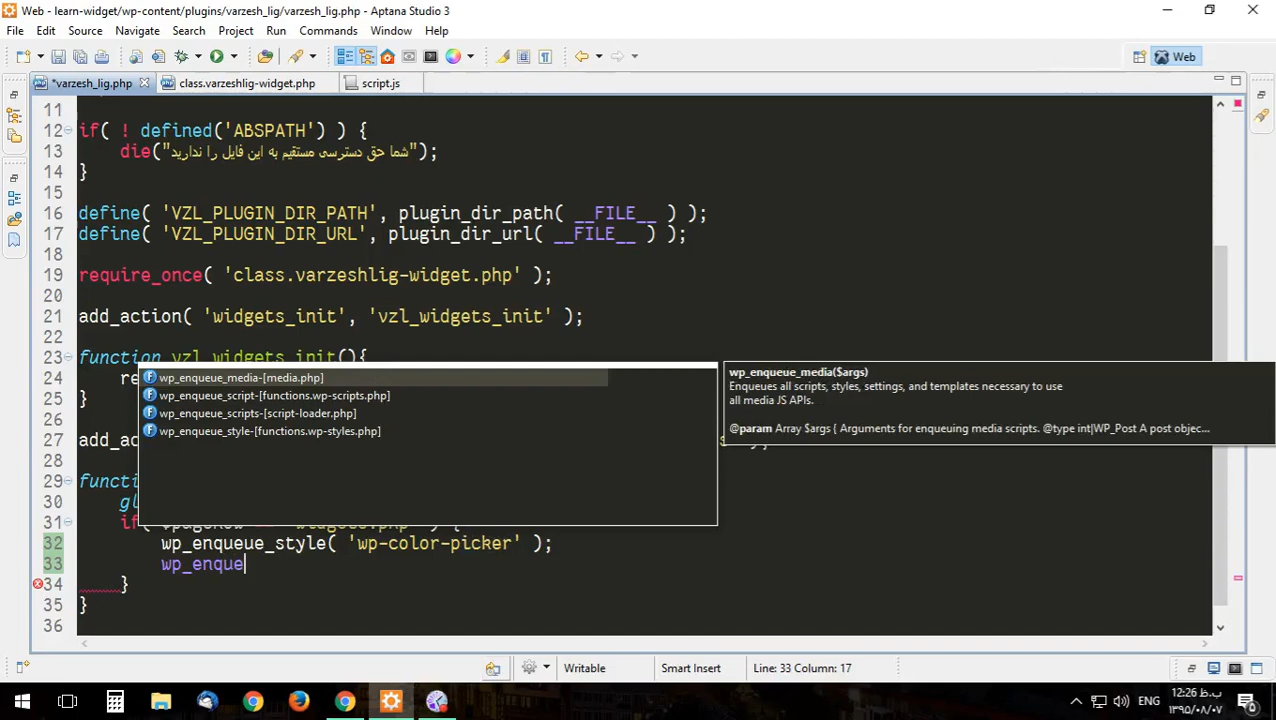 Web - learn-widget/wp-content/plugins/varzesh_lig/varzesh_lig.php - Aptana Studio 3
File Edit Source Navigate Search Project Run Commands Window Help
Web
*varzesh_lig.php class.varzeshlig-widget.php script.js
11
12 if( ! defined('ABSPATH') ) {
13 die("شما حق دسترسی مستقیم به این فایل را ندارید");
14 }
15
16 define( 'VZL_PLUGIN_DIR_PATH', plugin_dir_path( __FILE__ ) );
17 define( 'VZL_PLUGIN_DIR_URL', plugin_dir_url( __FILE__ ) );
18
19 require_once( 'class.varzeshlig-widget.php' );
20
21 add_action( 'widgets_init', 'vzl_widgets_init' );
22
23 function vzl_widgets_init(){
24 re
25 }
wp_enqueue_media-[media.php]
wp_enqueue_script-[functions.wp-scripts.php]
wp_enqueue_scripts-[script-loader.php]
wp_enqueue_style-[functions.wp-styles.php]
wp_enqueue_media($args)
Enqueues all scripts, styles, settings, and templates necessary to use
all media JS APIs.
@param Array $args { Arguments for enqueuing media scripts. @type int|WP_Post A post objec...
26
27 add_ac
28
29 functi
30 gl
31 if( $pagenow == 'widgets.php' ) {
32 wp_enqueue_style( 'wp-color-picker' );
33 wp_enque
34 }
35 }
36
Writable Smart Insert Line: 33 Column: 17
ENG 12:26 ب.ظ
۱۳۹۵/۰۸/۰۷